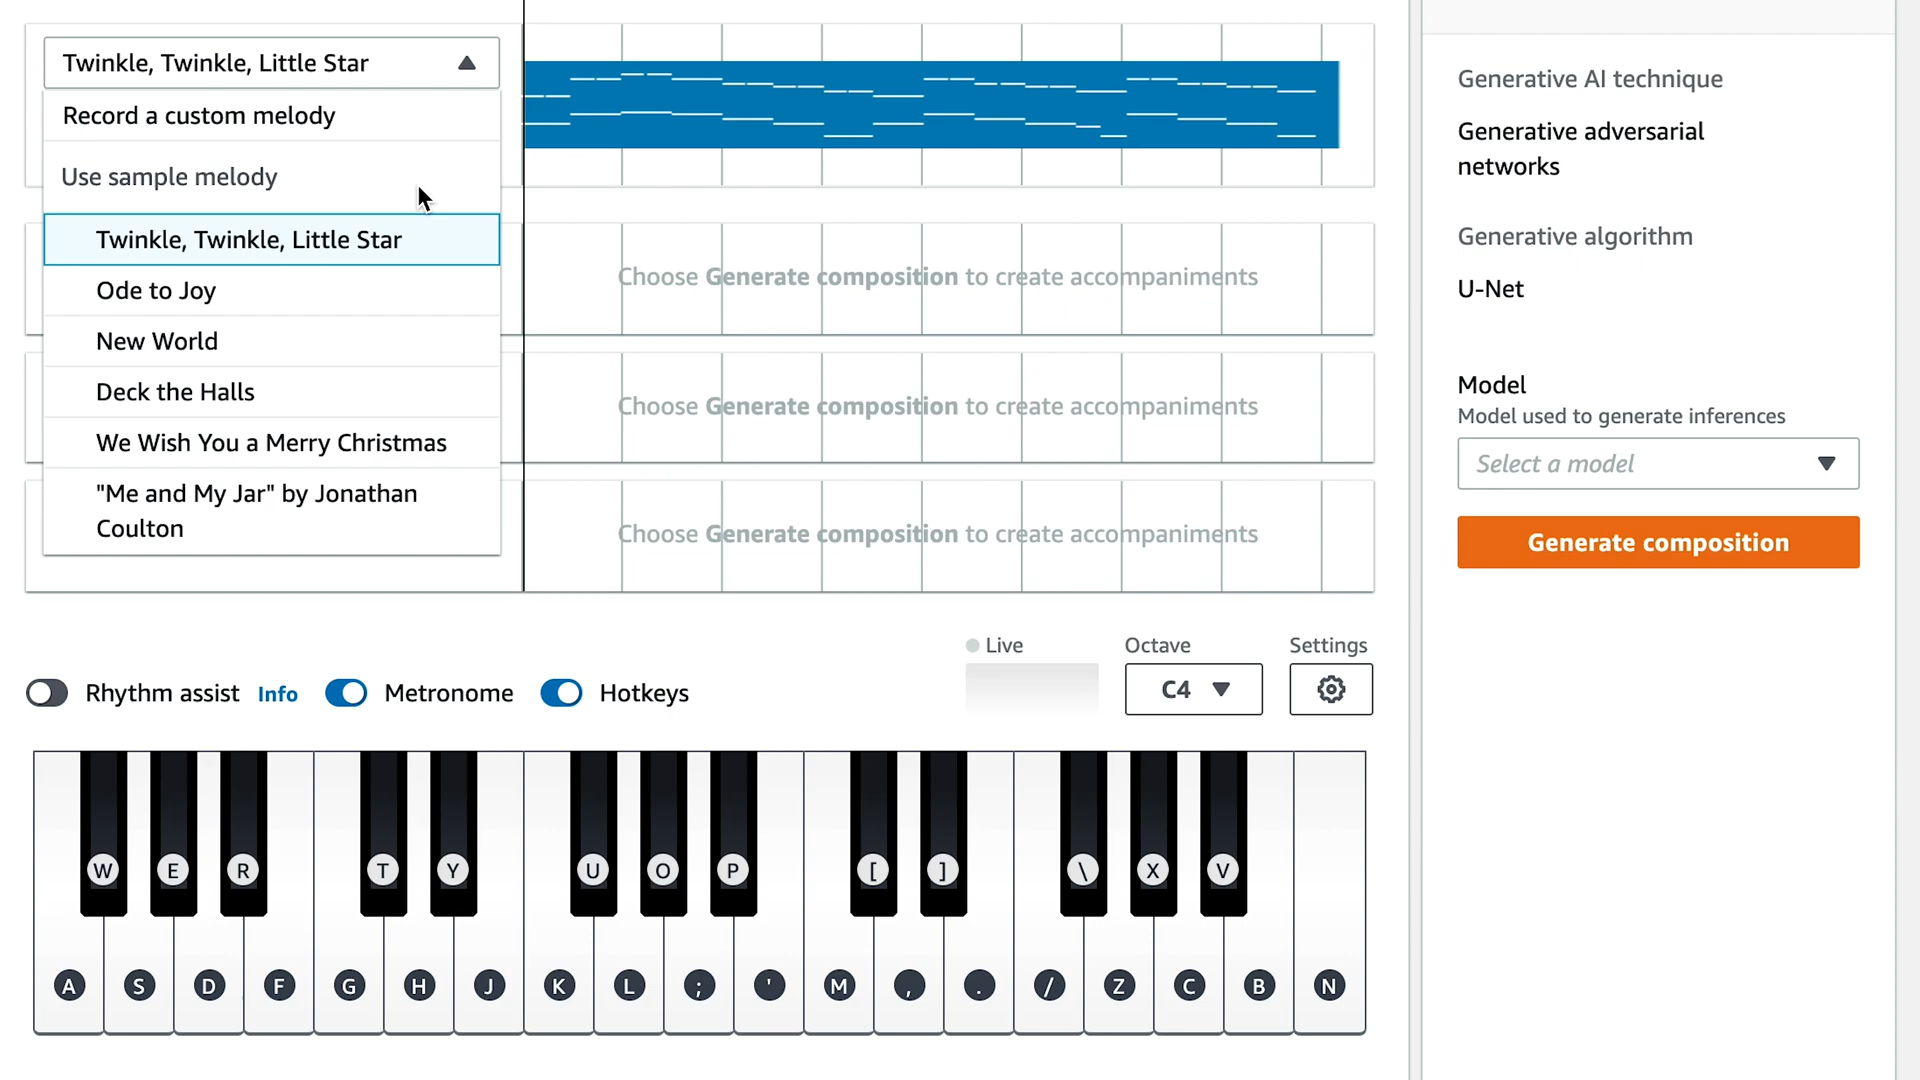 Twinkle, Twinkle, Little Star
Record a custom melody
Use sample melody
Twinkle, Twinkle, Little Star
Ode to Joy
New World
Deck the Halls
We Wish You a Merry Christmas
"Me and My Jar" by Jonathan
Coulton
Choose Generate composition to create accompaniments
Choose Generate composition to create accompaniments
Choose Generate composition to create accompaniments
Generative AI technique
Generative adversarial
networks
Generative algorithm
U-Net
Model
Model used to generate inferences
Select a model
Generate composition
Live
Octave
Settings
C4
Rhythm assist Info Metronome Hotkeys
W E R T Y U O P [ ] \ X V
A S D F G H J K L ; ' M , . / Z C B N